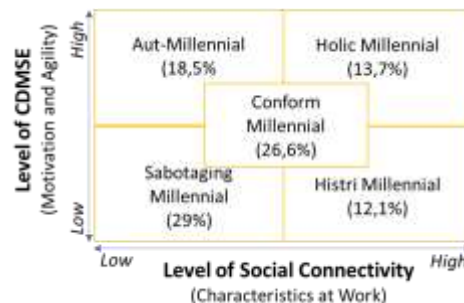 High
Level of CDMSE
(Motivation and Agility)
Low
Aut-Millennial
(18,5%
Holic Millennial
(13,7%)
Conform
Millennial
(26,6%)
Sabotaging
Millennial
(29%)
Histri Millennial
(12,1%)
Low
High
Level of Social Connectivity
(Characteristics at Work)